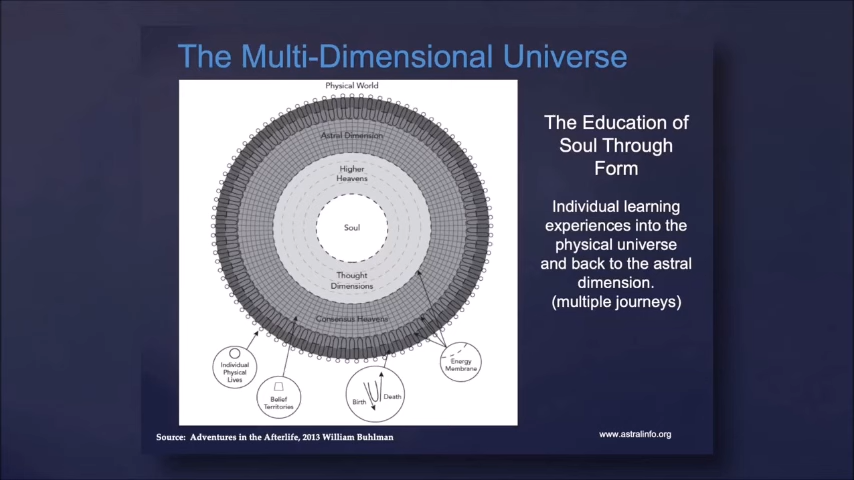 The Multi-Dimensional Universe
Physical World
Astral Dimension
Higher
Heavens
Soul
Thought
Dimensions
Consensus Heavens
Individual
Physical
Lives
Belief
Territories
Birth
Death
Energy
Membrane
The Education of
Soul Through
Form
Individual learning
experiences into the
physical universe
and back to the astral
dimension.
(multiple journeys)
Source: Adventures in the Afterlife, 2013 William Buhlman
www.astralinfo.org